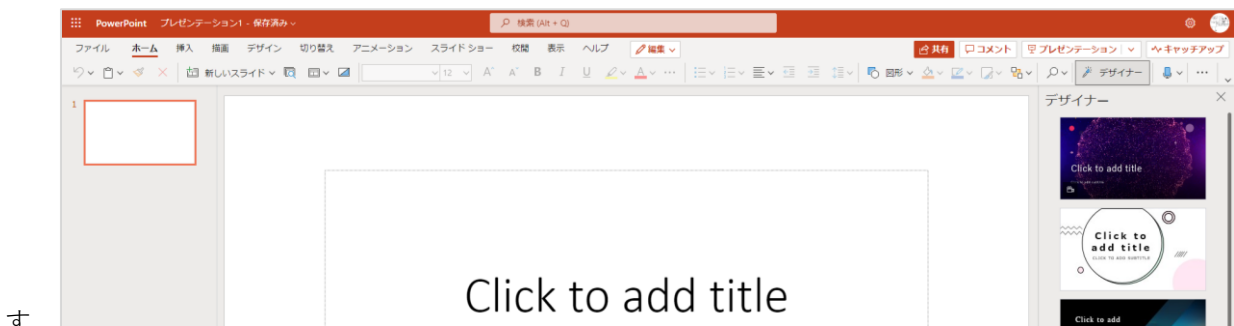 PowerPoint プレゼンテーション1 - 保存済み
検索 (Alt + Q)
ファイル ホーム 挿入 描画 デザイン 切り替え アニメーション スライド ショー 校閲 表示 ヘルプ 編集
共有 コメント プレゼンテーション キャッチアップ
新しいスライド 12 A A B I U A 図形 デザイナー
1
デザイナー
Click to add title
Click to
add title
CLICK TO ADD SUBTITLE
Click to add title
Click to add
す